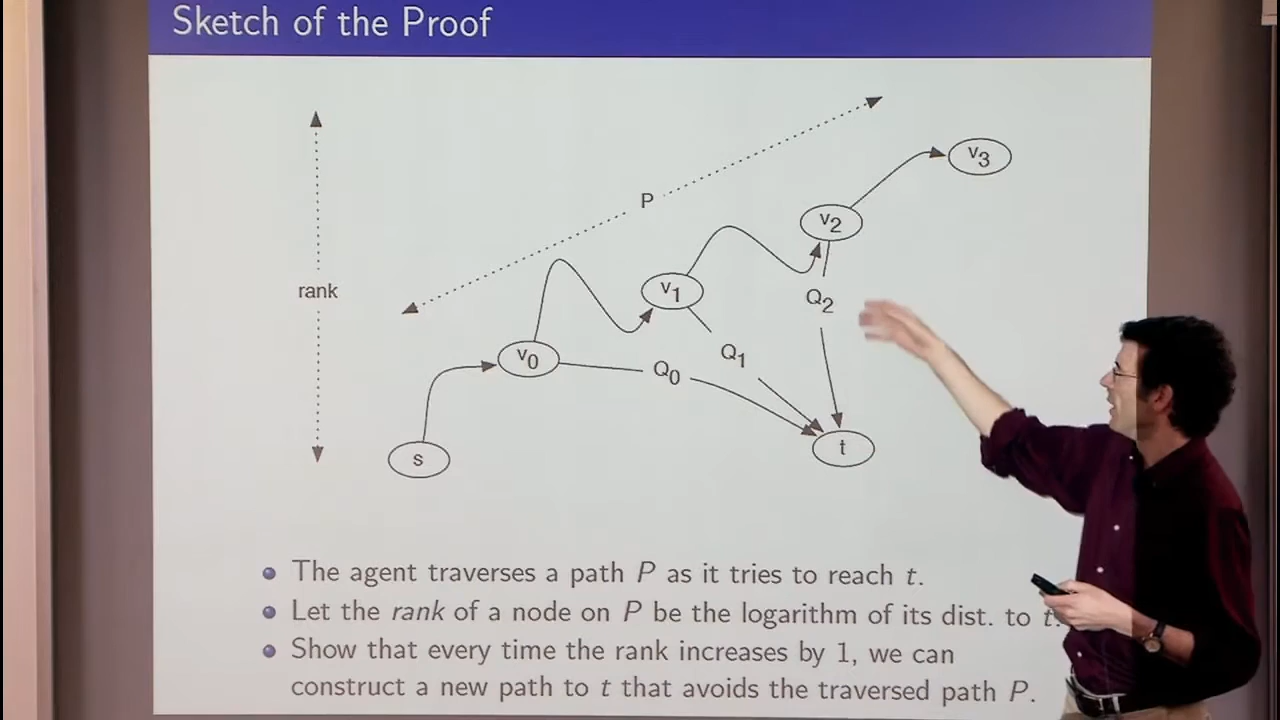 Sketch of the Proof
P
v3
v2
rank
v1
Q2
v0
Q1
Q0
s
t
The agent traverses a path P as it tries to reach t.
Let the rank of a node on P be the logarithm of its dist. to t.
Show that every time the rank increases by 1, we can
construct a new path to t that avoids the traversed path P.